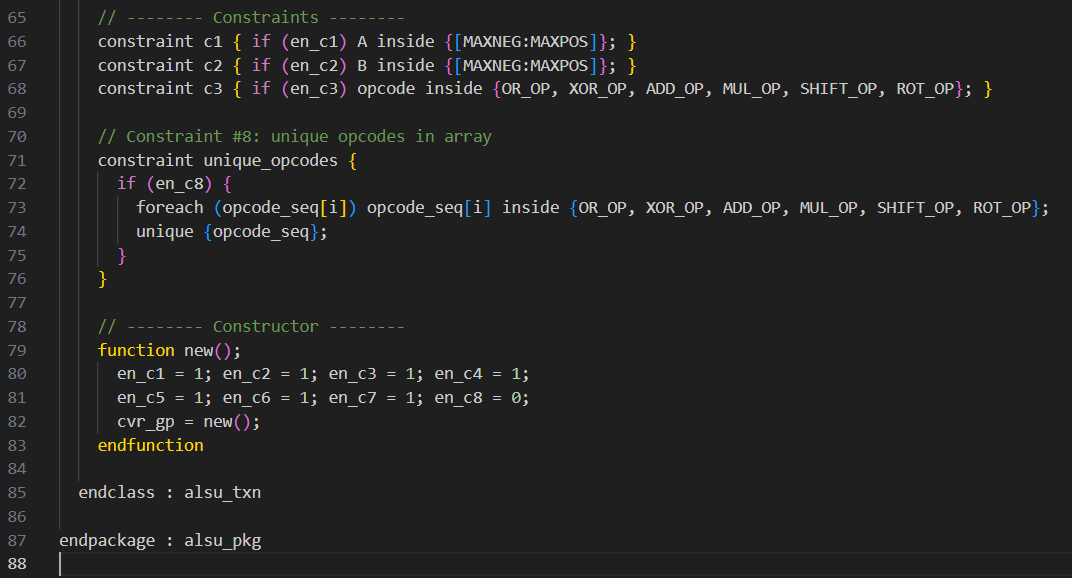 65 // -------- Constraints --------
66 constraint c1 { if (en_c1) A inside {[MAXNEG:MAXPOS]}; }
67 constraint c2 { if (en_c2) B inside {[MAXNEG:MAXPOS]}; }
68 constraint c3 { if (en_c3) opcode inside {OR_OP, XOR_OP, ADD_OP, MUL_OP, SHIFT_OP, ROT_OP}; }
69
70 // Constraint #8: unique opcodes in array
71 constraint unique_opcodes {
72 if (en_c8) {
73 foreach (opcode_seq[i]) opcode_seq[i] inside {OR_OP, XOR_OP, ADD_OP, MUL_OP, SHIFT_OP, ROT_OP};
74 unique {opcode_seq};
75 }
76 }
77
78 // -------- Constructor --------
79 function new();
80 en_c1 = 1; en_c2 = 1; en_c3 = 1; en_c4 = 1;
81 en_c5 = 1; en_c6 = 1; en_c7 = 1; en_c8 = 0;
82 cvr_gp = new();
83 endfunction
84
85 endclass : alsu_txn
86
87 endpackage : alsu_pkg
88